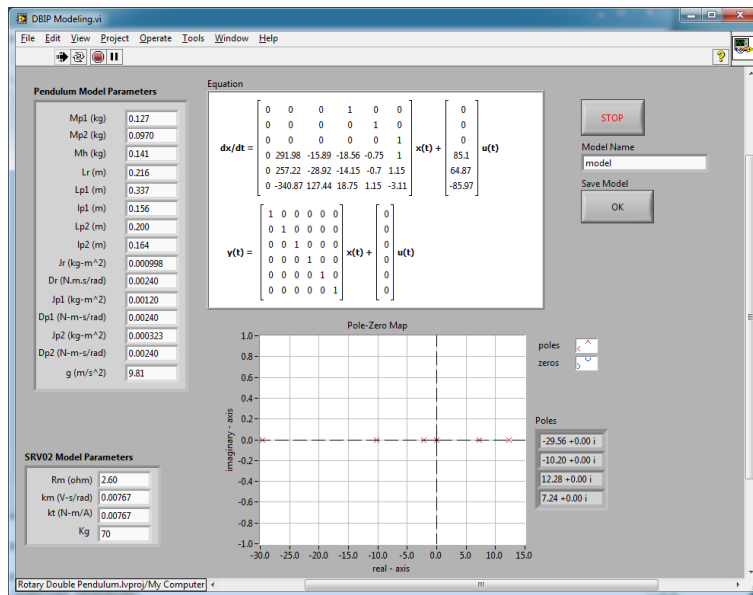 DBIP Modeling.vi
File Edit View Project Operate Tools Window Help
Pendulum Model Parameters
Mp1 (kg) 0.127
Mp2 (kg) 0.0970
Mh (kg) 0.141
Lr (m) 0.216
Lp1 (m) 0.337
lp1 (m) 0.156
Lp2 (m) 0.200
lp2 (m) 0.164
Jr (kg-m^2) 0.000998
Dr (N.m.s/rad) 0.00240
Jp1 (kg-m^2) 0.00120
Dp1 (N-m-s/rad) 0.00240
Jp2 (kg-m^2) 0.000323
Dp2 (N-m-s/rad) 0.00240
g (m/s^2) 9.81
SRV02 Model Parameters
Rm (ohm) 2.60
km (V-s/rad) 0.00767
kt (N-m/A) 0.00767
Kg 70
Equation
0 0 0 1 0 0 0
0 0 0 0 1 0 0
0 0 0 0 0 1 0
dx/dt = x(t) + u(t)
0 291.98 -15.89 -18.56 -0.75 1 85.1
0 257.22 -28.92 -14.15 -0.7 1.15 64.87
0 -340.87 127.44 18.75 1.15 -3.11 -85.97
1 0 0 0 0 0 0
0 1 0 0 0 0 0
0 0 1 0 0 0 0
y(t) = x(t) + u(t)
0 0 0 1 0 0 0
0 0 0 0 1 0 0
0 0 0 0 0 1 0
STOP
Model Name
model
Save Model
OK
Pole-Zero Map
imaginary - axis
1.0
0.8
0.6
0.4
0.2
0.0
-0.2
-0.4
-0.6
-0.8
-1.0
-30.0 -25.0 -20.0 -15.0 -10.0 -5.0 0.0 5.0 10.0 15.0
real - axis
poles
zeros
Poles
-29.56 +0.00 i
-10.20 +0.00 i
12.28 +0.00 i
7.24 +0.00 i
Rotary Double Pendulum.lvproj/My Computer